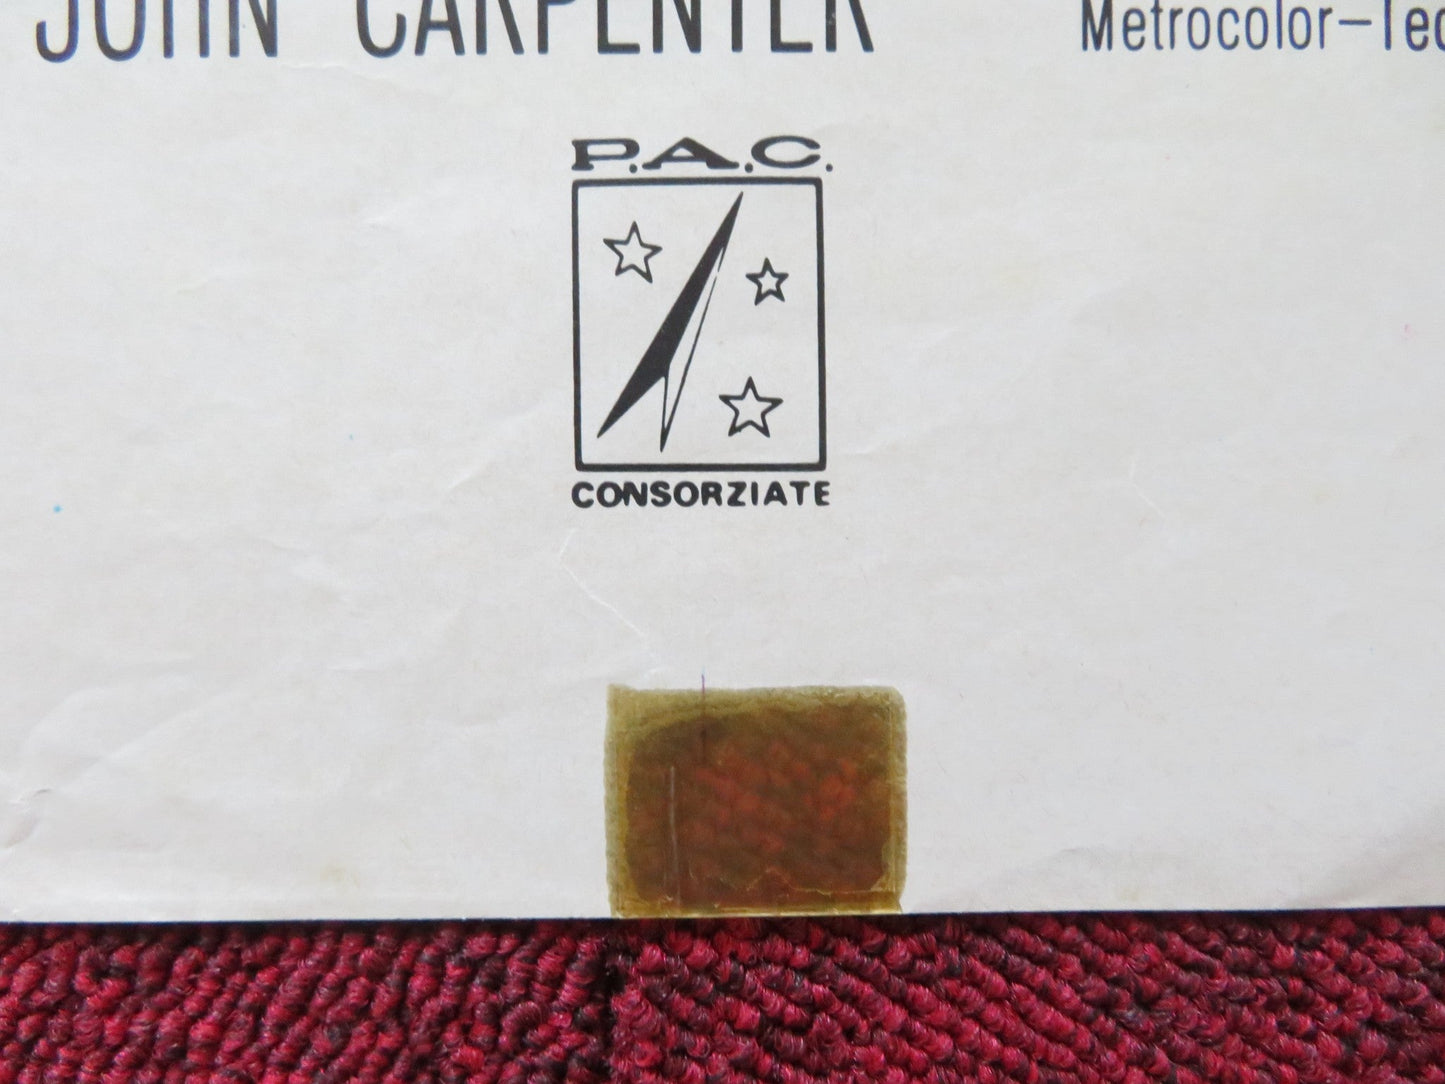 JOHN CARPENTER
Metrocolor-Tec
P.A.C.
CONSORZIATE